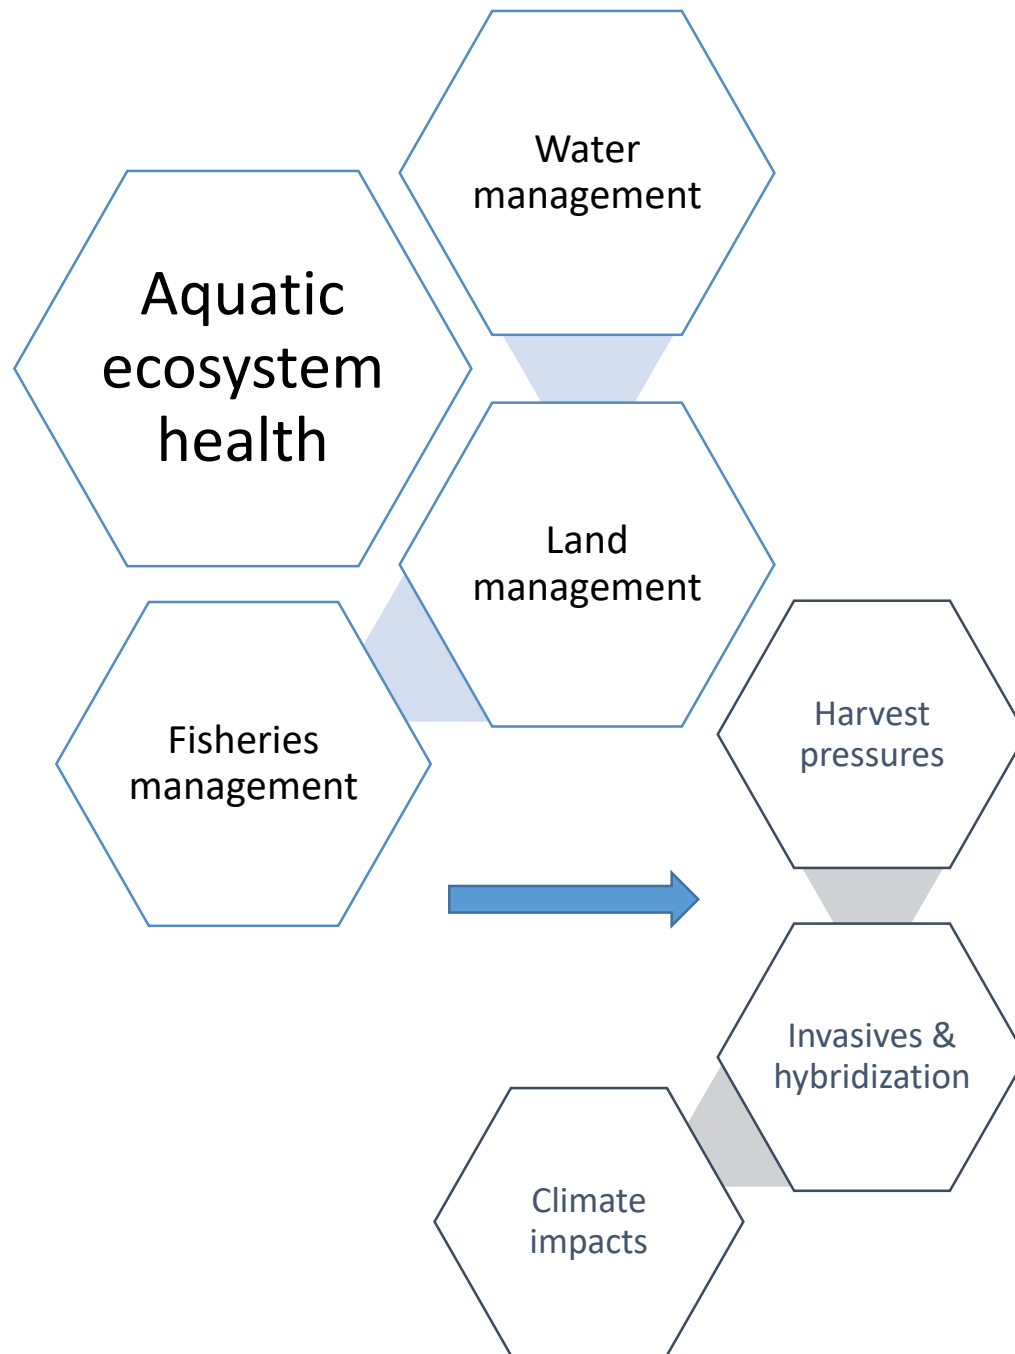 Water
management
Aquatic
ecosystem
health
Land
management
Fisheries
management
Harvest
pressures
Invasives &
hybridization
Climate
impacts